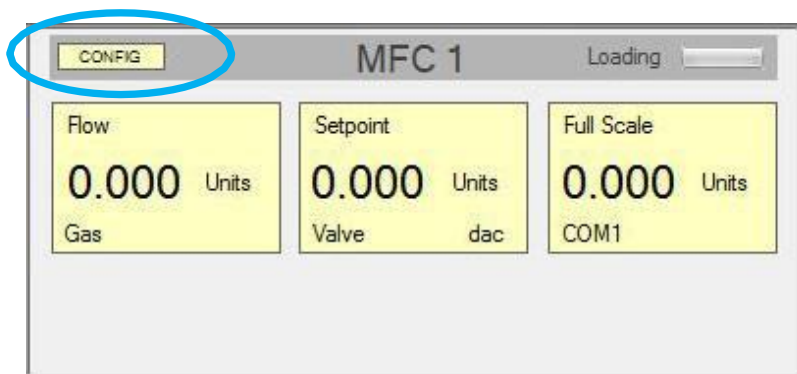 CONFIG MFC 1 Loading
Flow
0.000 Units
Gas
Setpoint
0.000 Units
Valve dac
Full Scale
0.000 Units
COM1